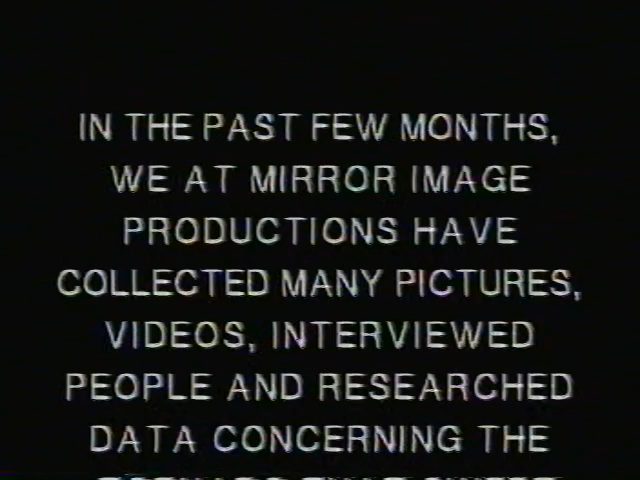 IN THE PAST FEW MONTHS,
WE AT MIRROR IMAGE
PRODUCTIONS HAVE
COLLECTED MANY PICTURES,
VIDEOS, INTERVIEWED
PEOPLE AND RESEARCHED
DATA CONCERNING THE